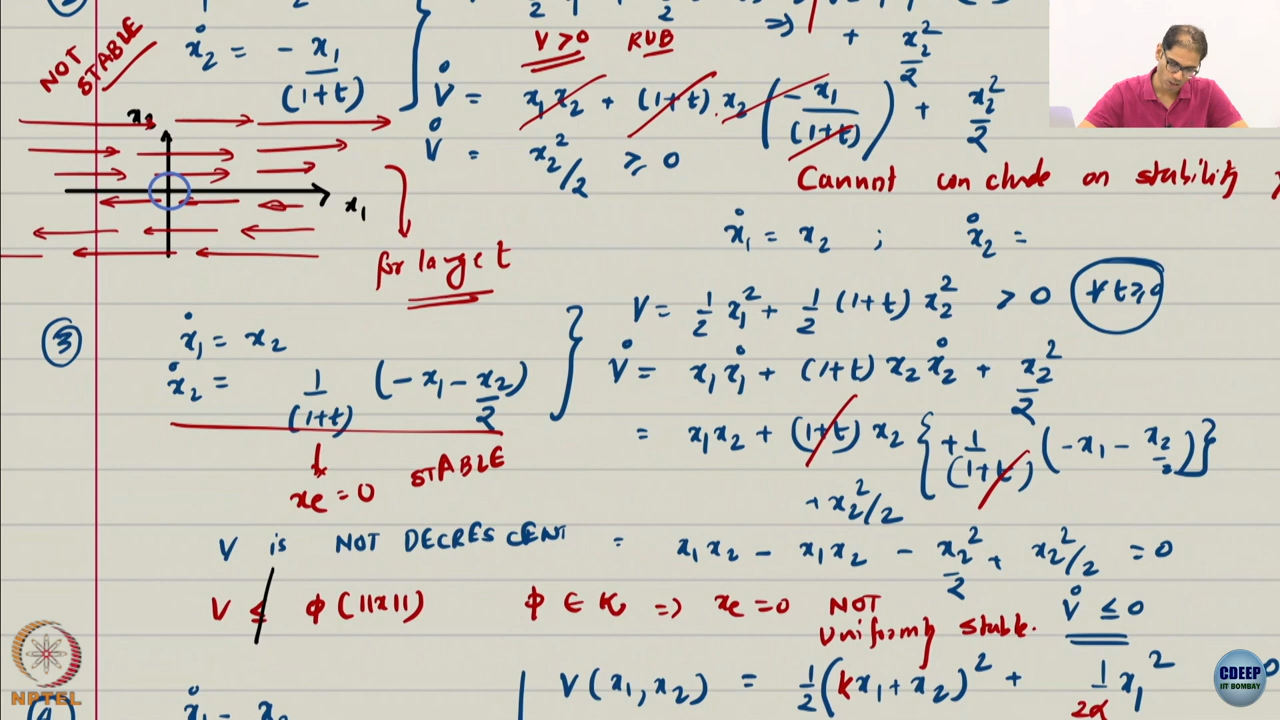 NOT STABLE
ẋ₂ = - x₁/(1+t)
V > 0 RUB
⇒
+ x₂²/2
V̇ = x₁x₂ + (1+t).x₂ (-x₁/(1+t)) + x₂²/2
V̇ = x₂²/2 ≥ 0
Cannot conclude on stability
x₂
x₁
for large t
ẋ₁ = x₂ ; ẋ₂ =
③ ẋ₁ = x₂
ẋ₂ = 1/(1+t) (-x₁ - x₂/2)
xe = 0 STABLE
V = 1/2 x₁² + 1/2 (1+t) x₂² > 0 ∀ t ≥ 0
V̇ = x₁ẋ₁ + (1+t) x₂ẋ₂ + x₂²/2
= x₁x₂ + (1+t) x₂ { +1/(1+t) (-x₁ - x₂/2) }
+ x₂²/2
V is NOT DECRESCENT
= x₁x₂ - x₁x₂ - x₂²/2 + x₂²/2 = 0
V ≰ φ(||x||) φ ∈ K ⇒ xe = 0 NOT
Uniformly stable.
V̇ ≤ 0
ẋ₁ = x₂
V(x₁, x₂) = 1/2 (kx₁ + x₂)² + 1/2α x₁²
NPTEL
CDEEP
IIT BOMBAY